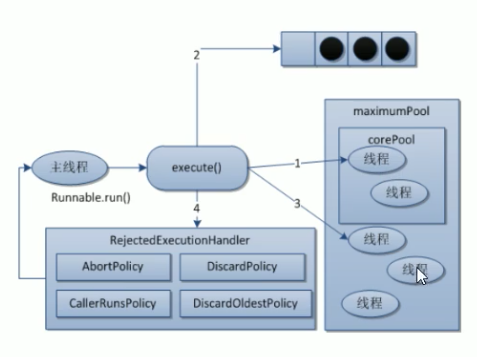 2
maximumPool
corePool
主线程
execute()
1
线程
线程
Runnable.run()
3
4
线程
RejectedExecutionHandler
AbortPolicy
DiscardPolicy
线程
CallerRunsPolicy
DiscardOldestPolicy
线程